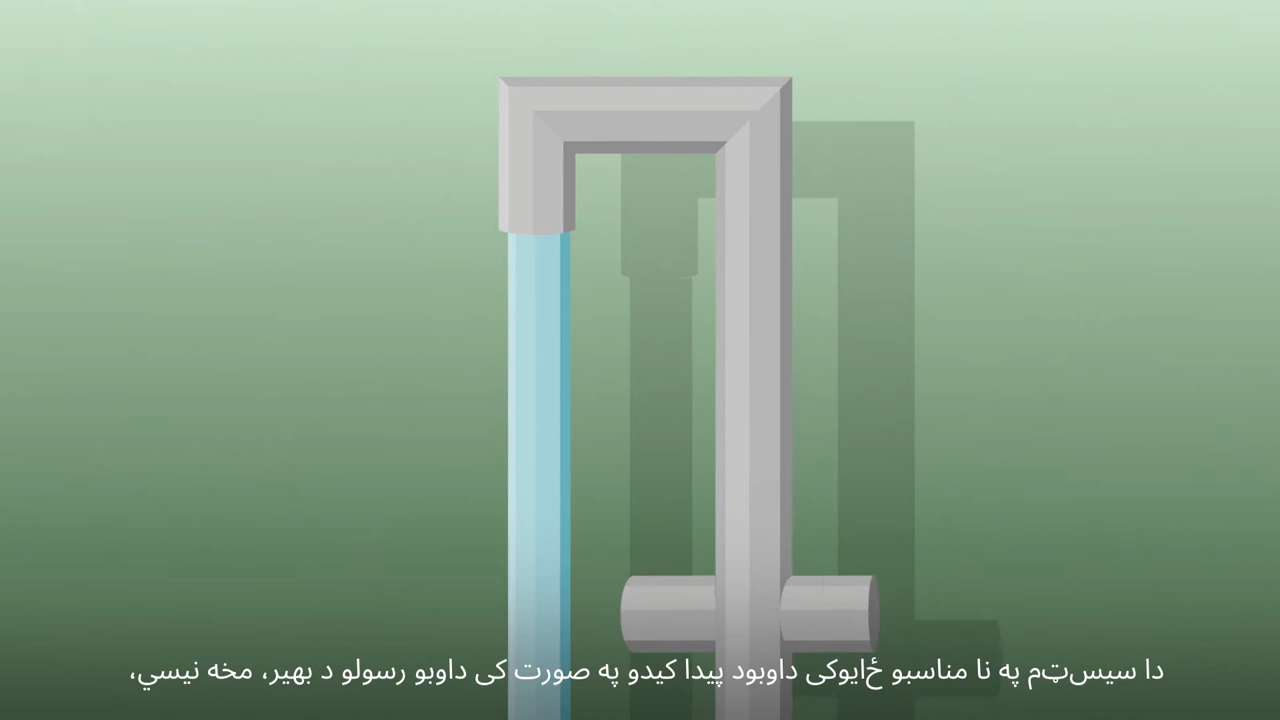 دا سیسټم په نا مناسبو ځایوکی داوبود پیدا کیدو په صورت کی داوبو رسولو د بهیر، مخه نیسي،